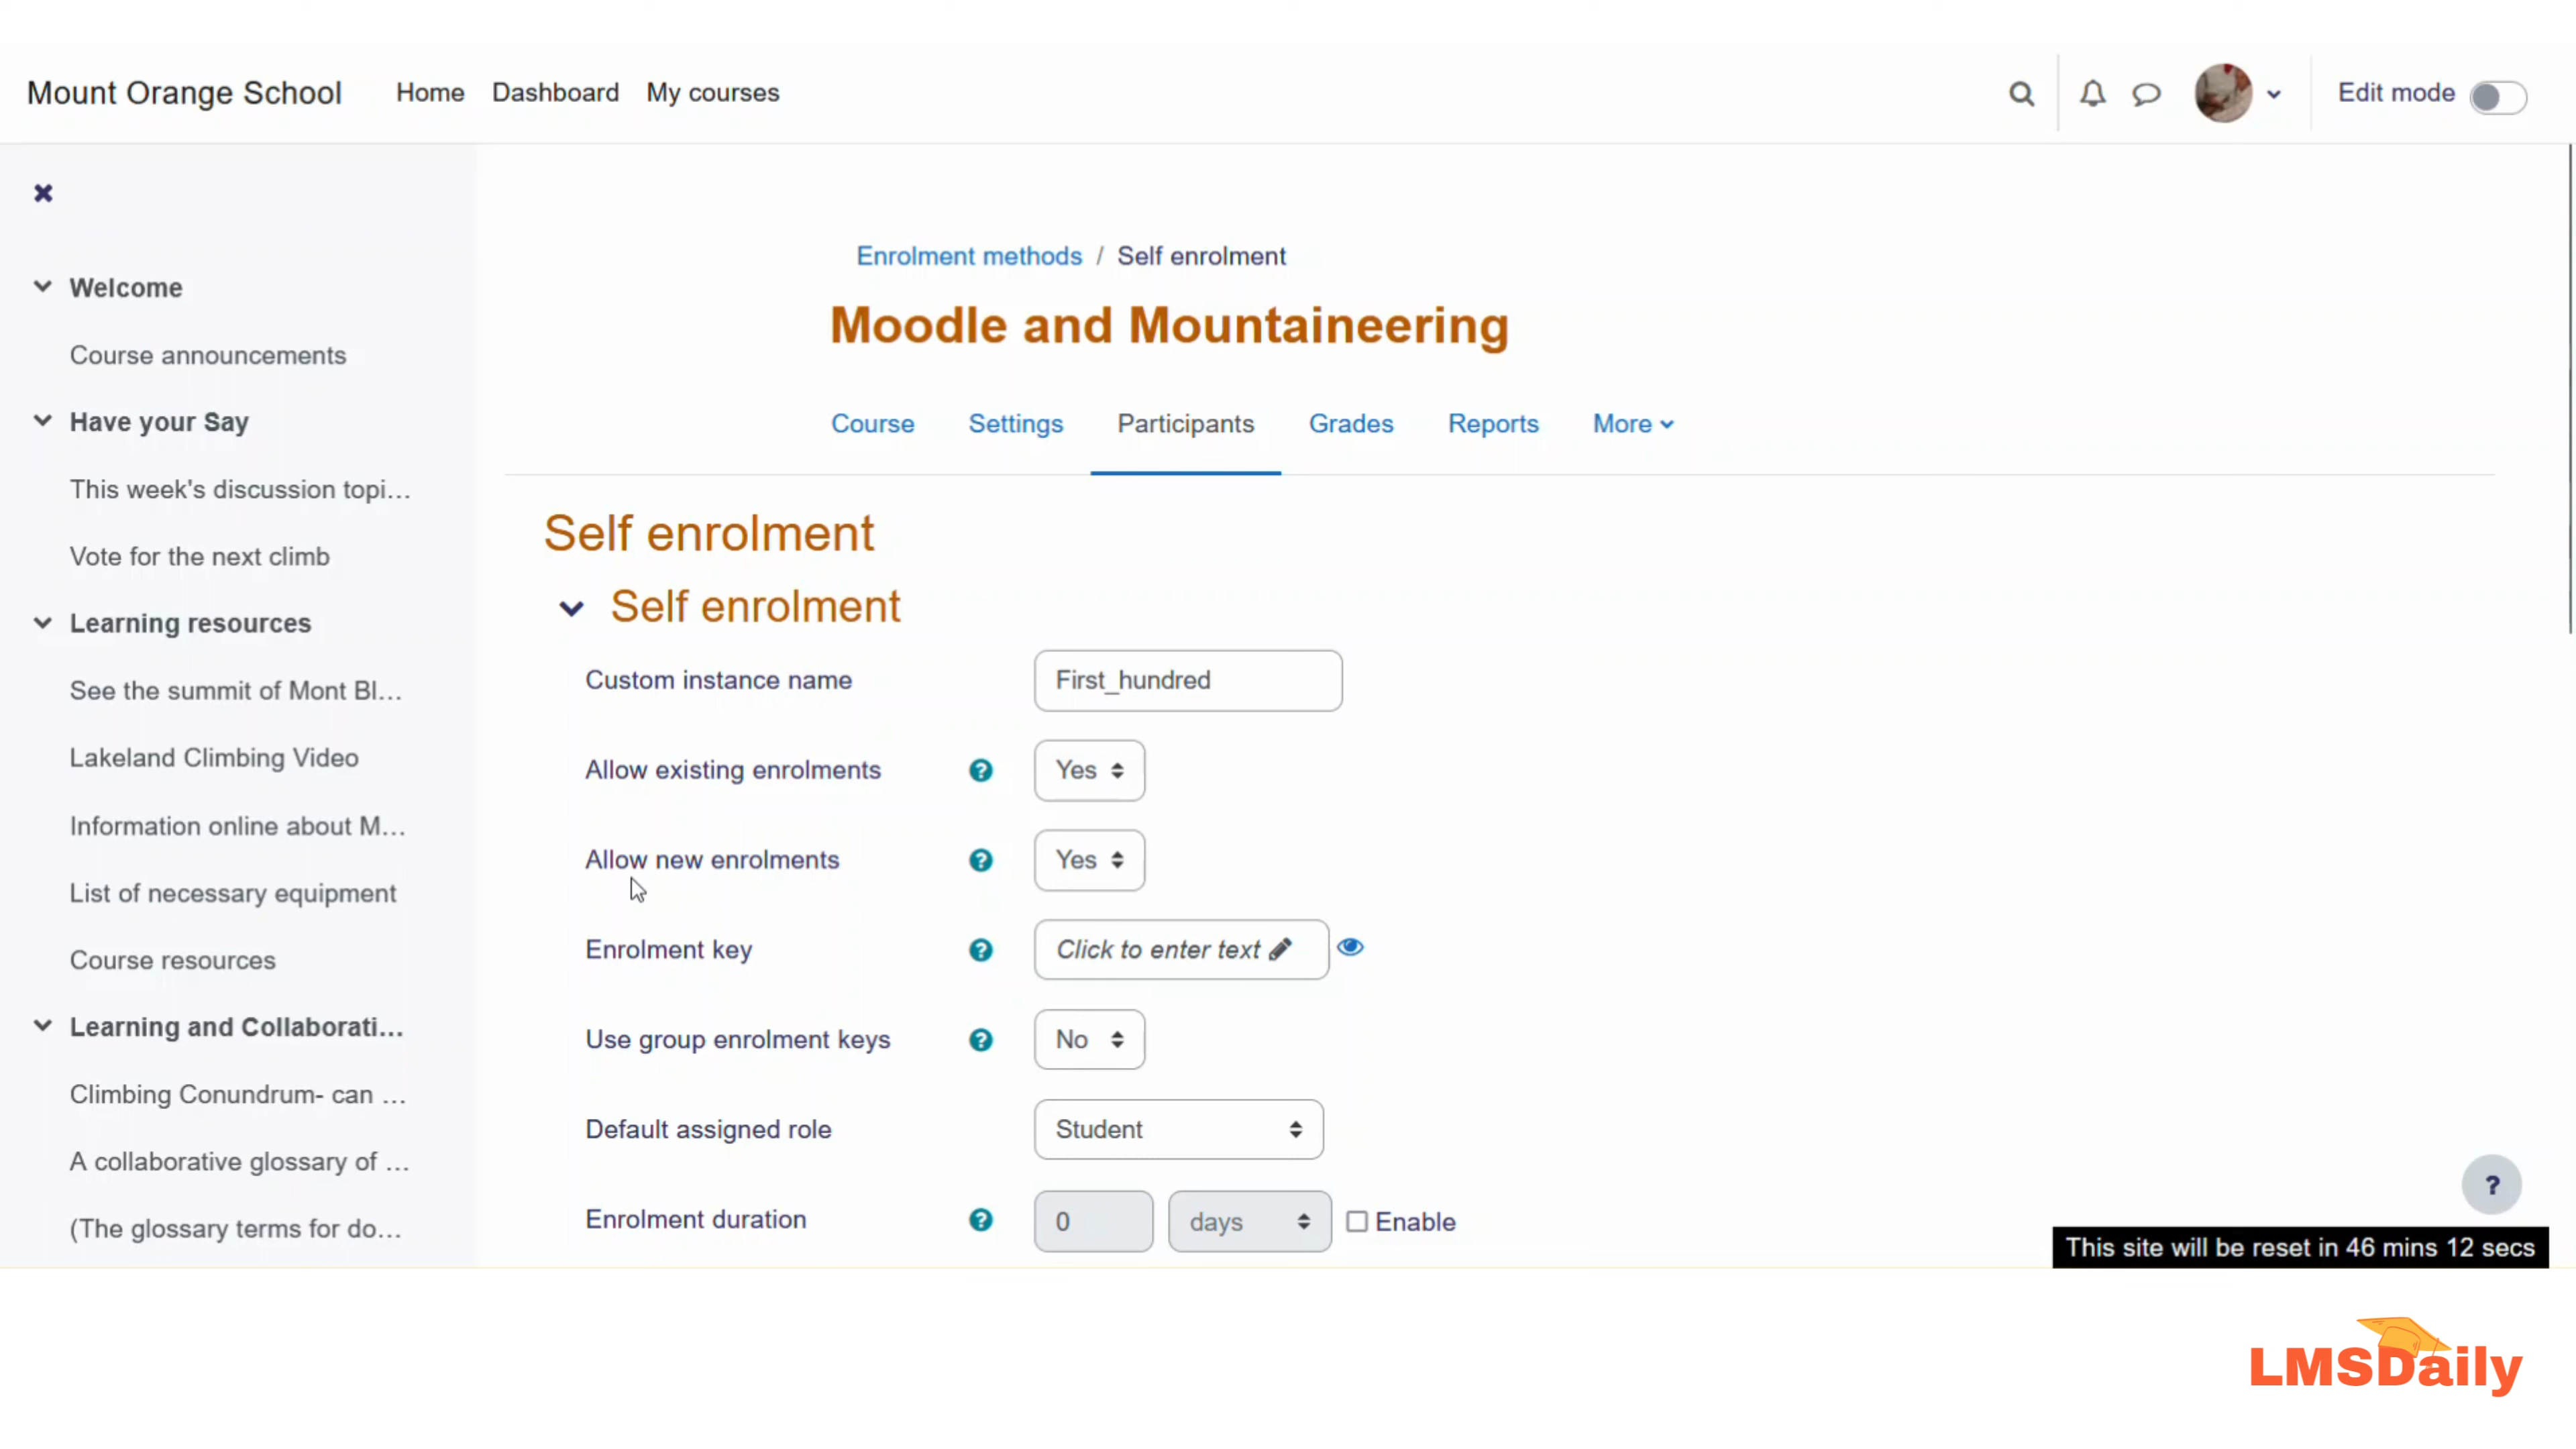 Mount Orange School Home Dashboard My courses Edit mode
Welcome
Course announcements
Have your Say
This week's discussion topi...
Vote for the next climb
Learning resources
See the summit of Mont Bl...
Lakeland Climbing Video
Information online about M...
List of necessary equipment
Course resources
Learning and Collaborati...
Climbing Conundrum- can ...
A collaborative glossary of ...
(The glossary terms for do...
Enrolment methods / Self enrolment
Moodle and Mountaineering
Course Settings Participants Grades Reports More
Self enrolment
Self enrolment
Custom instance name First_hundred
Allow existing enrolments ? Yes
Allow new enrolments ? Yes
Enrolment key ? Click to enter text
Use group enrolment keys ? No
Default assigned role Student
Enrolment duration ? 0 days Enable
?
This site will be reset in 46 mins 12 secs
LMSDaily